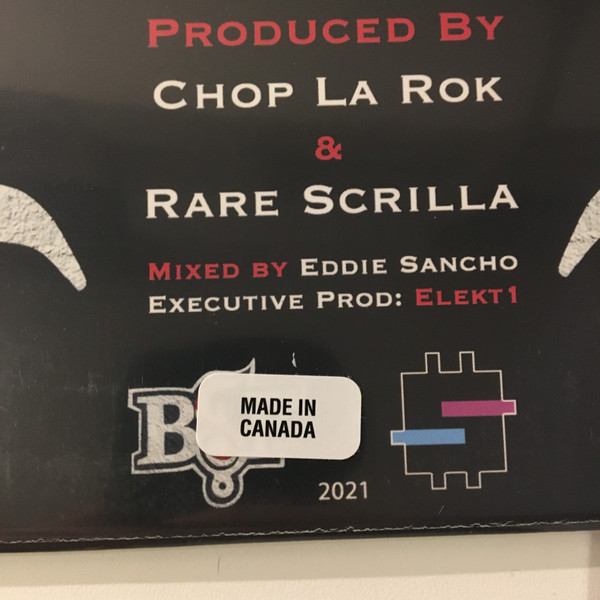 PRODUCED BY
CHOP LA ROK
&
RARE SCRILLA
MIXED BY EDDIE SANCHO
EXECUTIVE PROD: ELEKT1
B
MADE IN
CANADA
2021